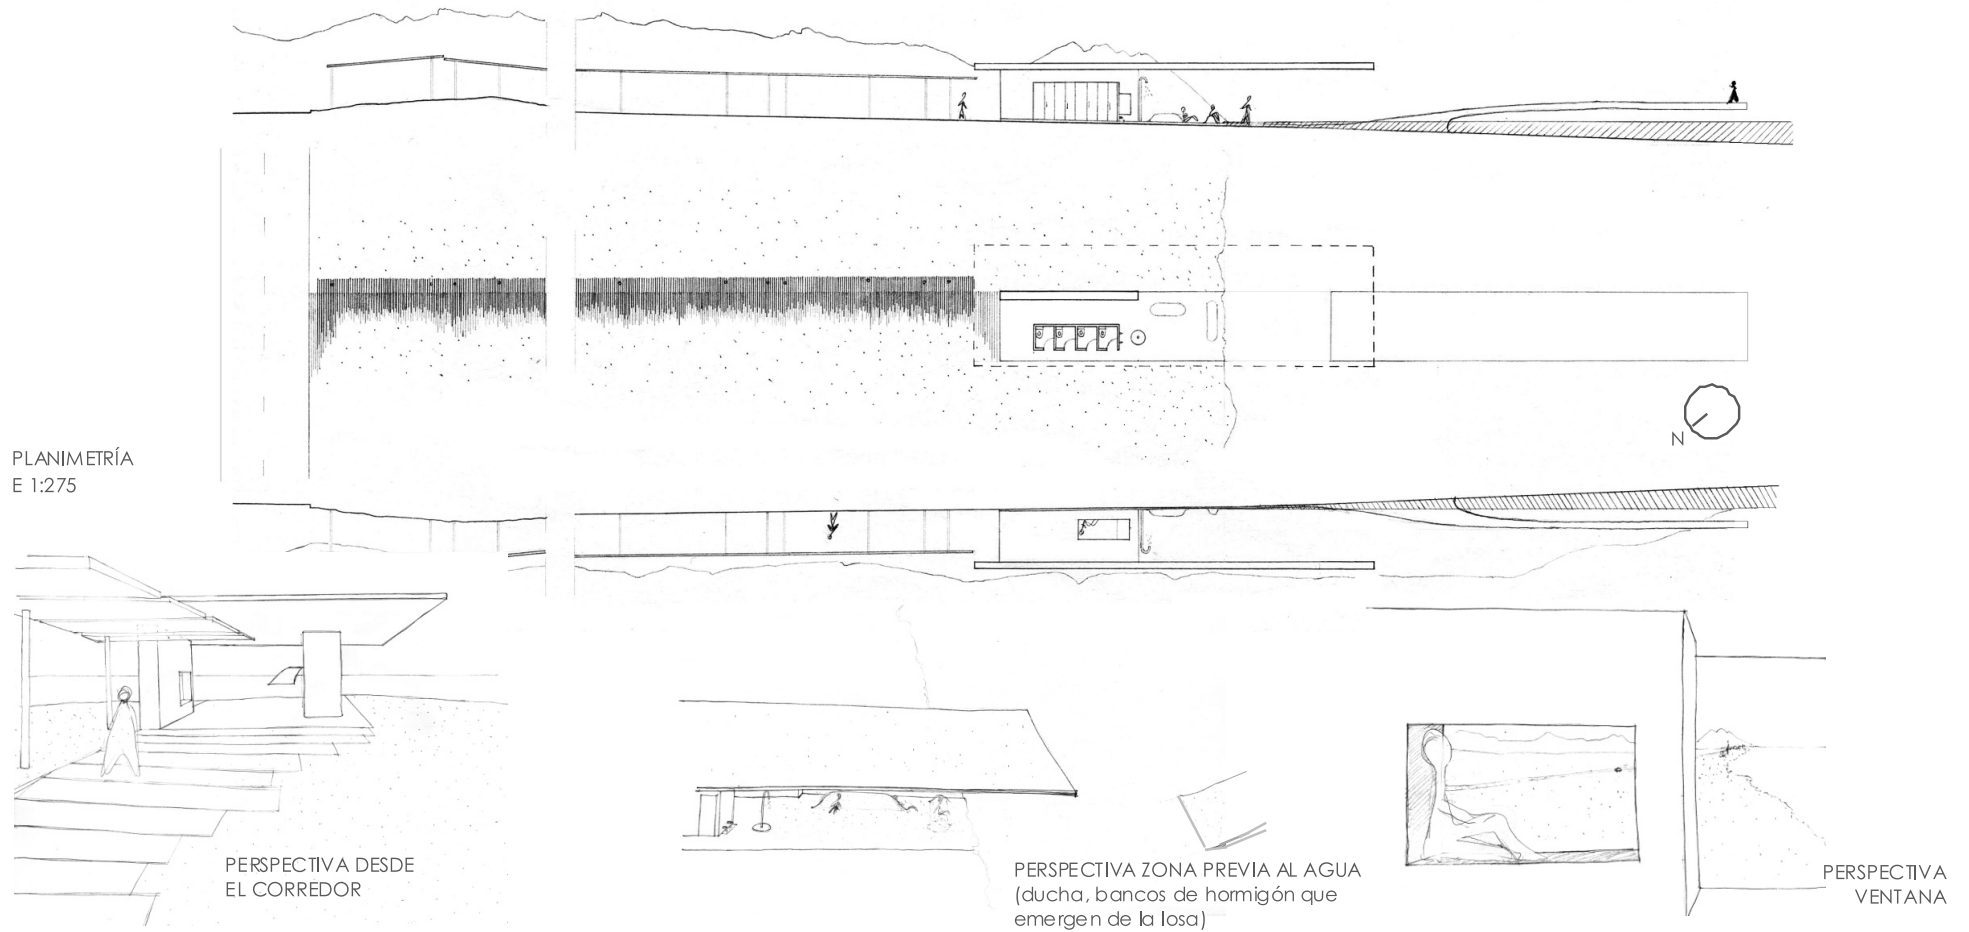 N
PLANIMETRÍA
E 1:275
PERSPECTIVA DESDE
EL CORREDOR
PERSPECTIVA ZONA PREVIA AL AGUA
(ducha, bancos de hormigón que
emergen de la losa)
PERSPECTIVA
VENTANA